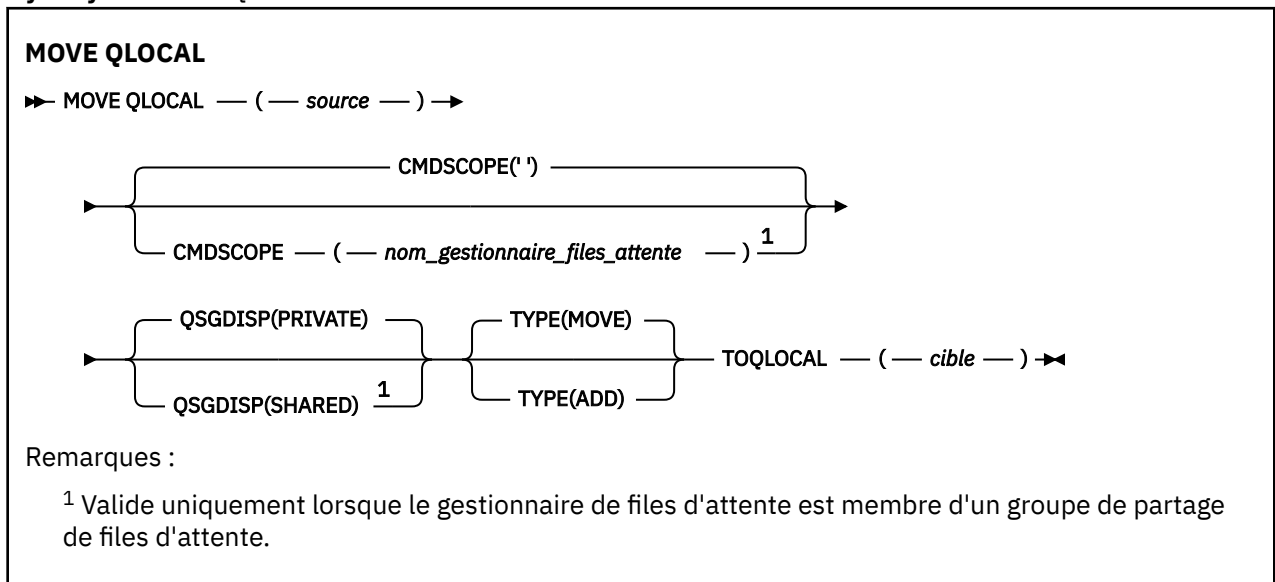 MOVE QLOCAL
MOVE QLOCAL ( source )
CMDSCOPE(' ')
CMDSCOPE ( nom_gestionnaire_files_attente ) 1
QSGDISP(PRIVATE) TYPE(MOVE)
TOQLOCAL ( cible )
QSGDISP(SHARED) 1 TYPE(ADD)
Remarques :
1 Valide uniquement lorsque le gestionnaire de files d'attente est membre d'un groupe de partage
de files d'attente.